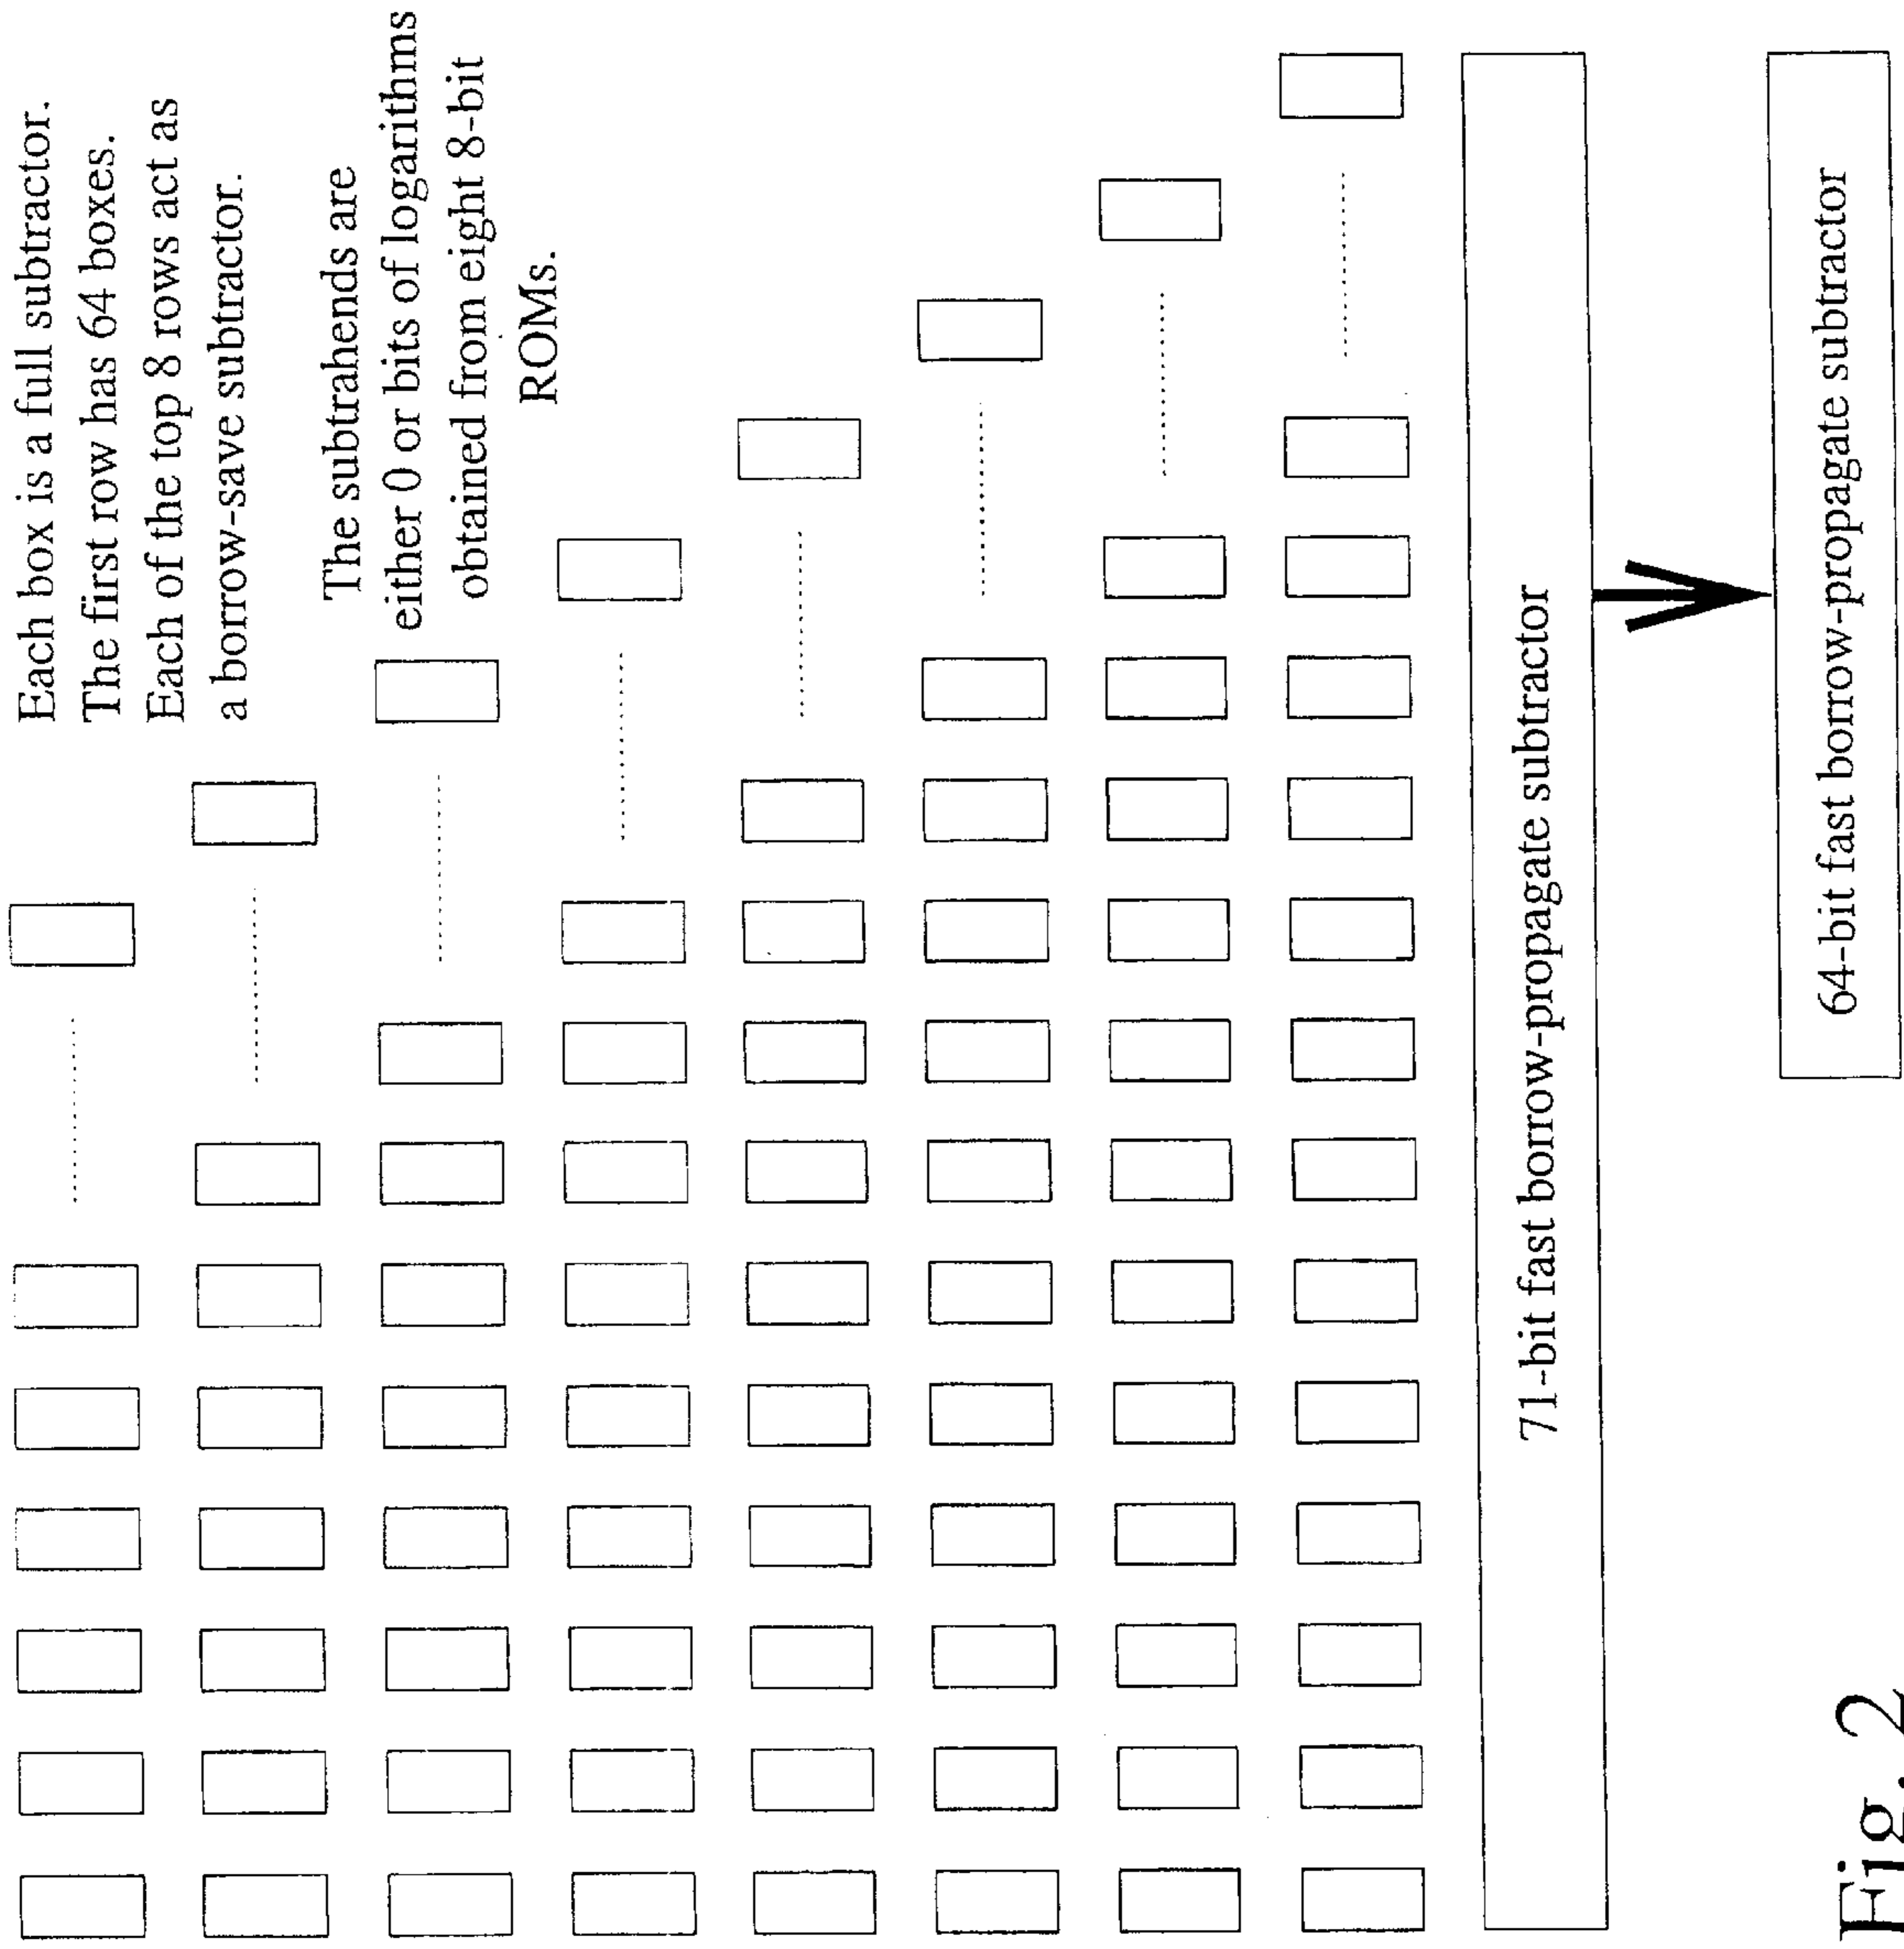 Each box is a full subtractor.
The first row has 64 boxes.
Each of the top 8 rows act as
a borrow-save subtractor.
The subtrahends are
either 0 or bits of logarithms
obtained from eight 8-bit
ROMs.
71-bit fast borrow-propagate subtractor
64-bit fast borrow-propagate subtractor
Fig. 2